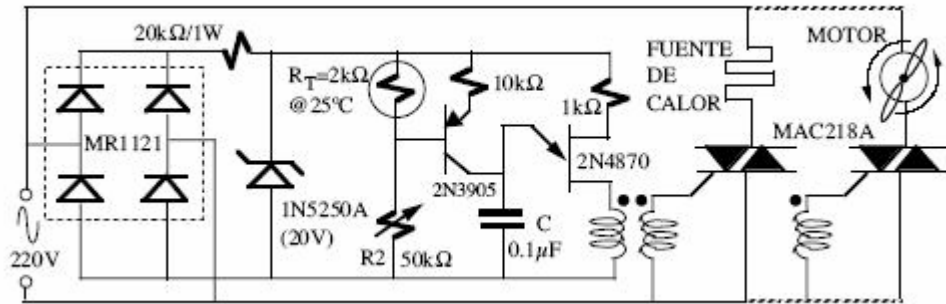 20kΩ/1W
MR1121
220V
1N5250A
(20V)
R_T=2kΩ
@25°C
R2
50kΩ
10kΩ
2N3905
C
0.1µF
1kΩ
2N4870
FUENTE
DE
CALOR
MAC218A
MOTOR